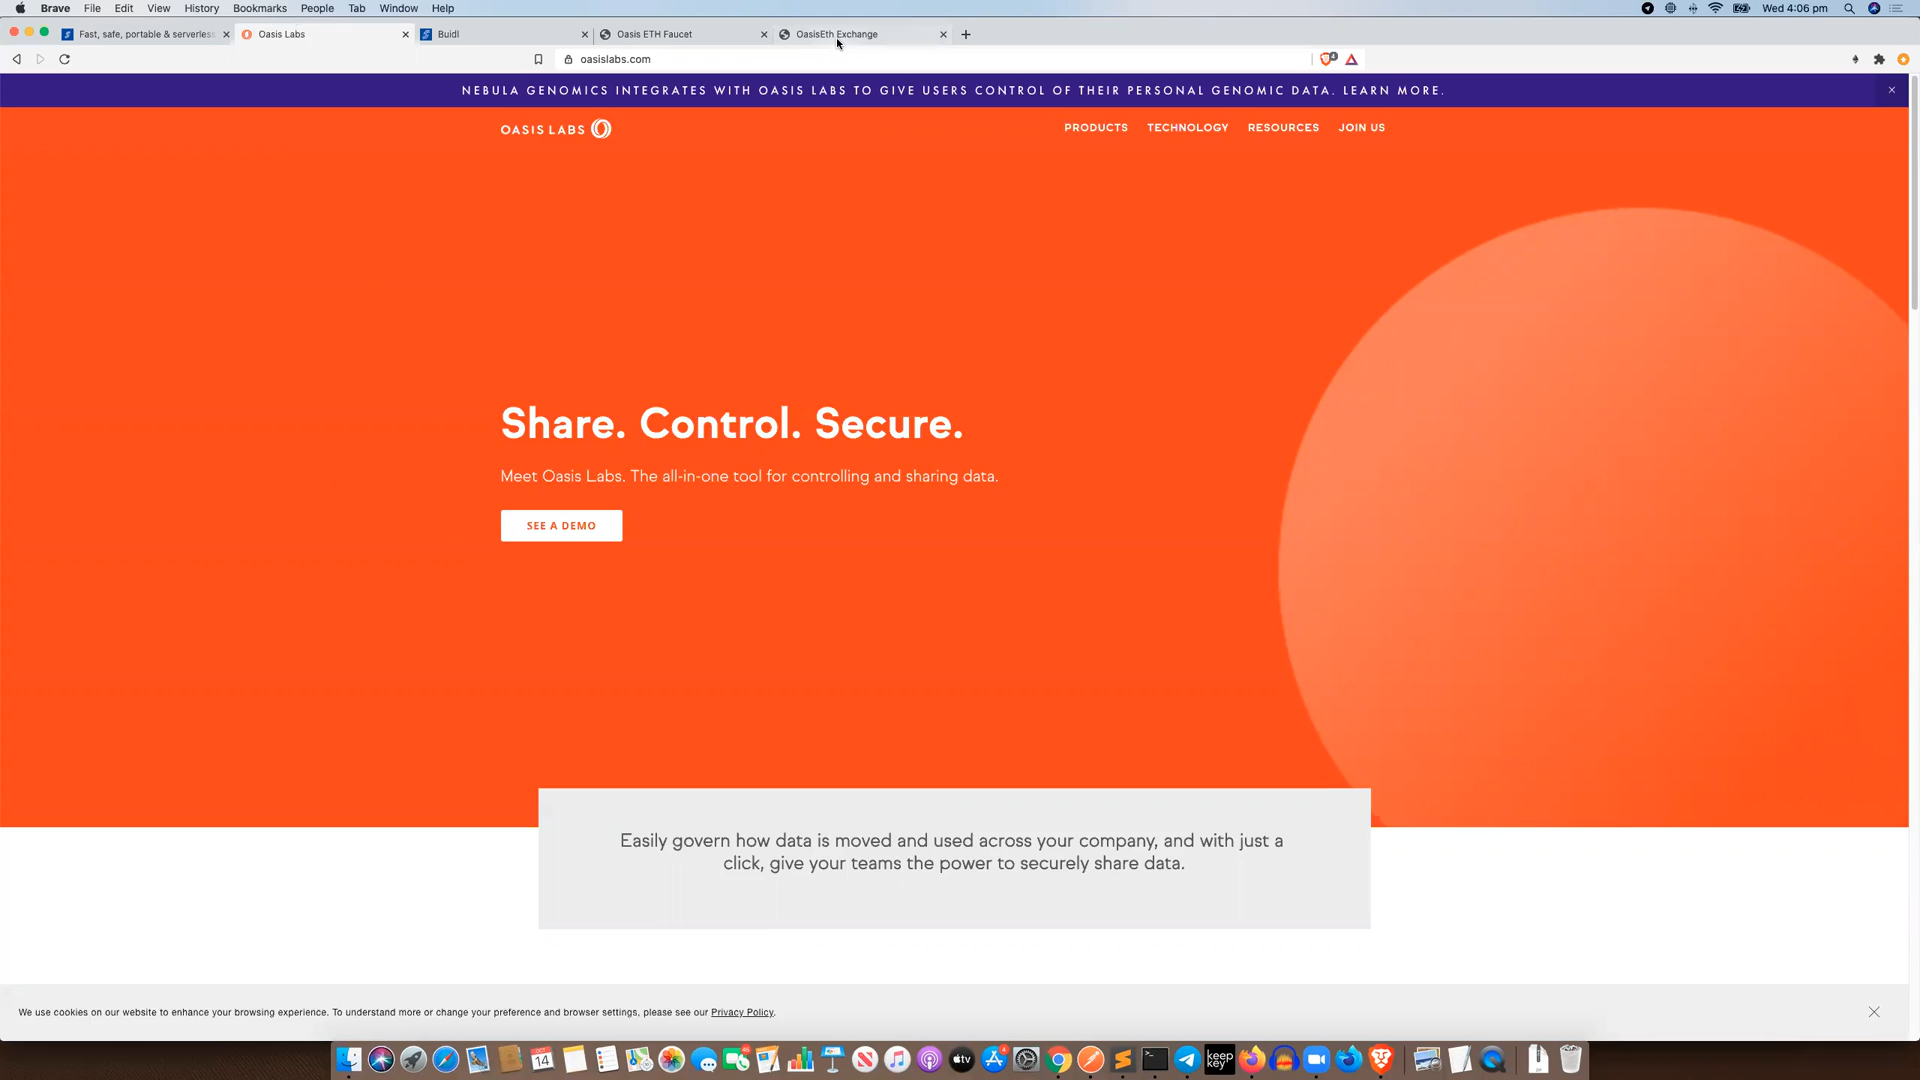 Brave File Edit View History Bookmarks People Tab Window Help Wed 4:06 pm
Fast, safe, portable & serverless Oasis Labs Buidl Oasis ETH Faucet OasisEth Exchange
oasislabs.com
NEBULA GENOMICS INTEGRATES WITH OASIS LABS TO GIVE USERS CONTROL OF THEIR PERSONAL GENOMIC DATA. LEARN MORE.
OASIS LABS PRODUCTS TECHNOLOGY RESOURCES JOIN US
Share. Control. Secure.
Meet Oasis Labs. The all-in-one tool for controlling and sharing data.
SEE A DEMO
Easily govern how data is moved and used across your company, and with just a
click, give your teams the power to securely share data.
We use cookies on our website to enhance your browsing experience. To understand more or change your preference and browser settings, please see our Privacy Policy.
OCT
14
tv
keep
key